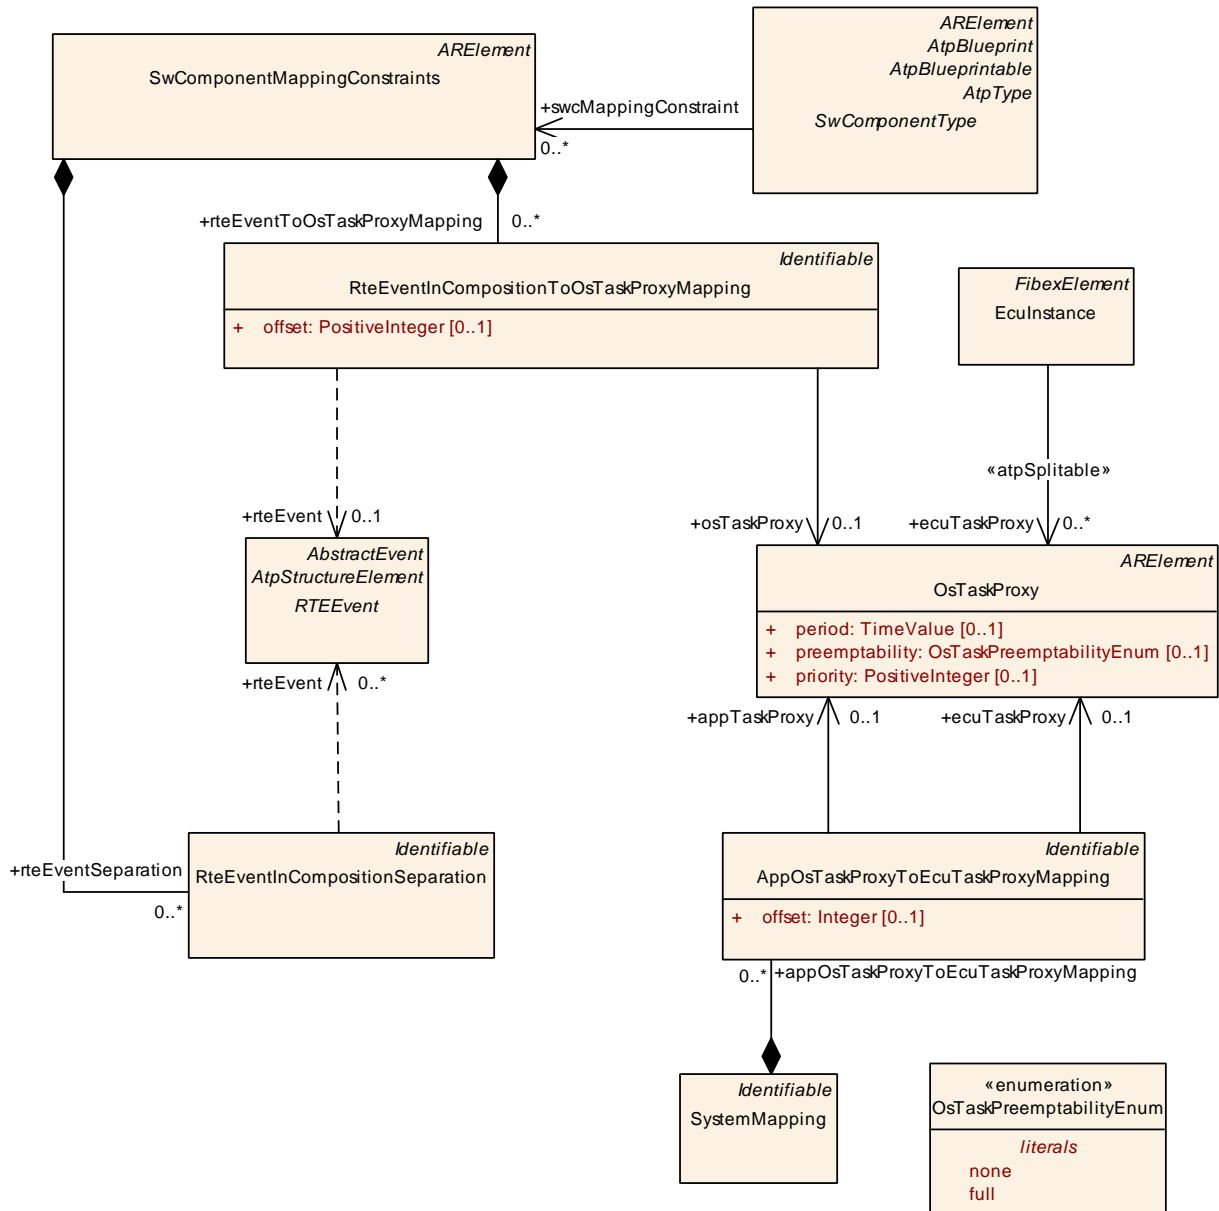 ARElement
SwComponentMappingConstraints
ARElement
AtpBlueprint
AtpBlueprintable
AtpType
SwComponentType
+swcMappingConstraint
0..*
+rteEventToOsTaskProxyMapping
0..*
Identifiable
RteEventInCompositionToOsTaskProxyMapping
+ offset: PositiveInteger [0..1]
FibexElement
EcuInstance
«atpSplitable»
+rteEvent
0..1
+osTaskProxy
0..1
+ecuTaskProxy
0..*
AbstractEvent
AtpStructureElement
RTEEvent
ARElement
OsTaskProxy
+ period: TimeValue [0..1]
+ preemptability: OsTaskPreemptabilityEnum [0..1]
+ priority: PositiveInteger [0..1]
+rteEvent
0..*
+appTaskProxy
0..1
+ecuTaskProxy
0..1
+rteEventSeparation
0..*
Identifiable
RteEventInCompositionSeparation
Identifiable
AppOsTaskProxyToEcuTaskProxyMapping
+ offset: Integer [0..1]
0..*
+appOsTaskProxyToEcuTaskProxyMapping
Identifiable
SystemMapping
«enumeration»
OsTaskPreemptabilityEnum
literals
none
full